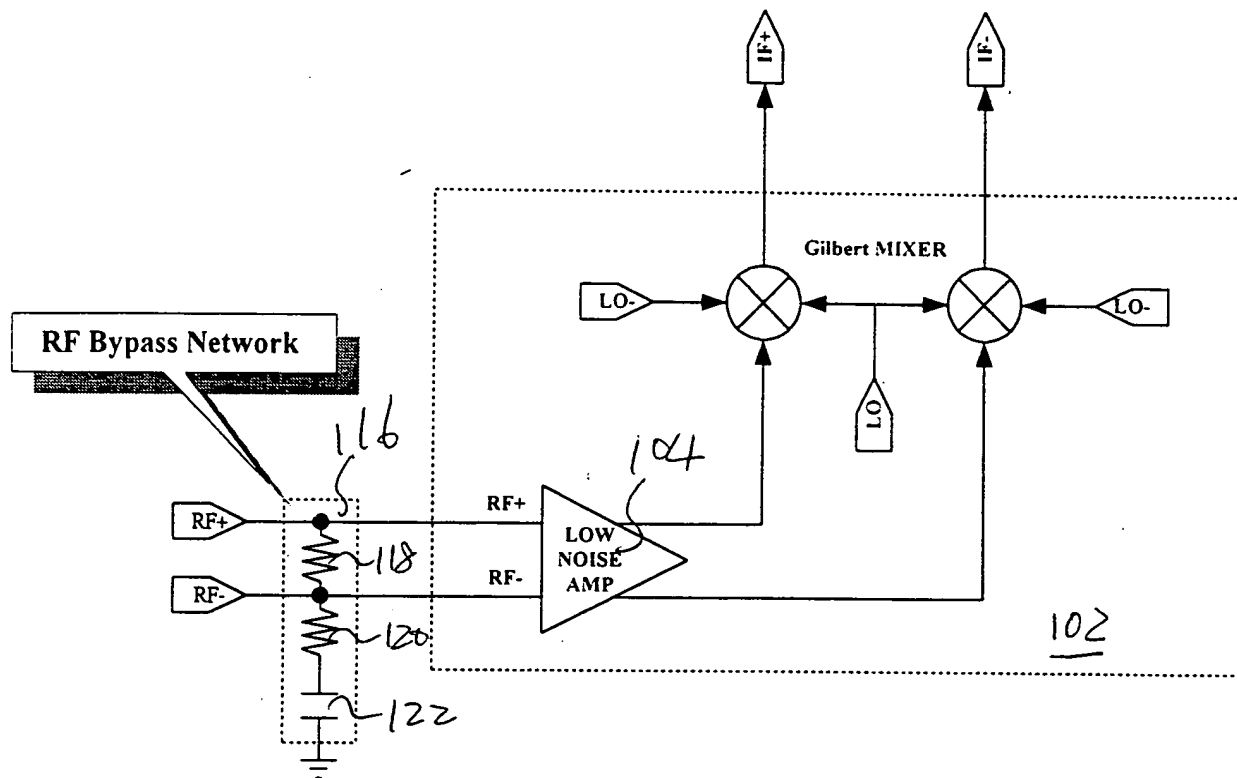 IF+
IF-
Gilbert MIXER
LO-
LO-
RF Bypass Network
LO
116
104
RF+
RF+
LOW
NOISE
AMP
118
RF-
RF-
120
102
122